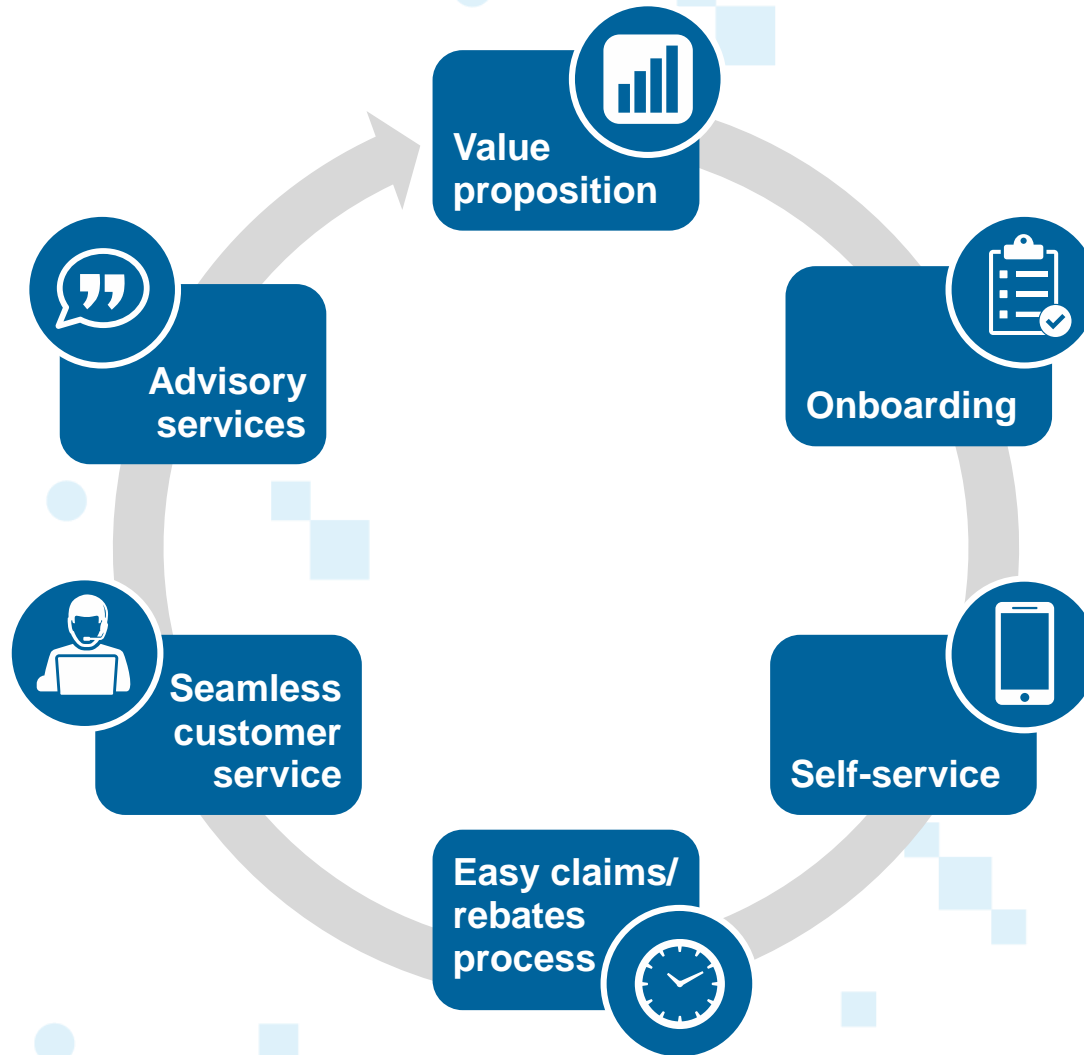 Value
proposition
Onboarding
Self-service
Easy claims/
rebates
process
Seamless
customer
service
Advisory
services